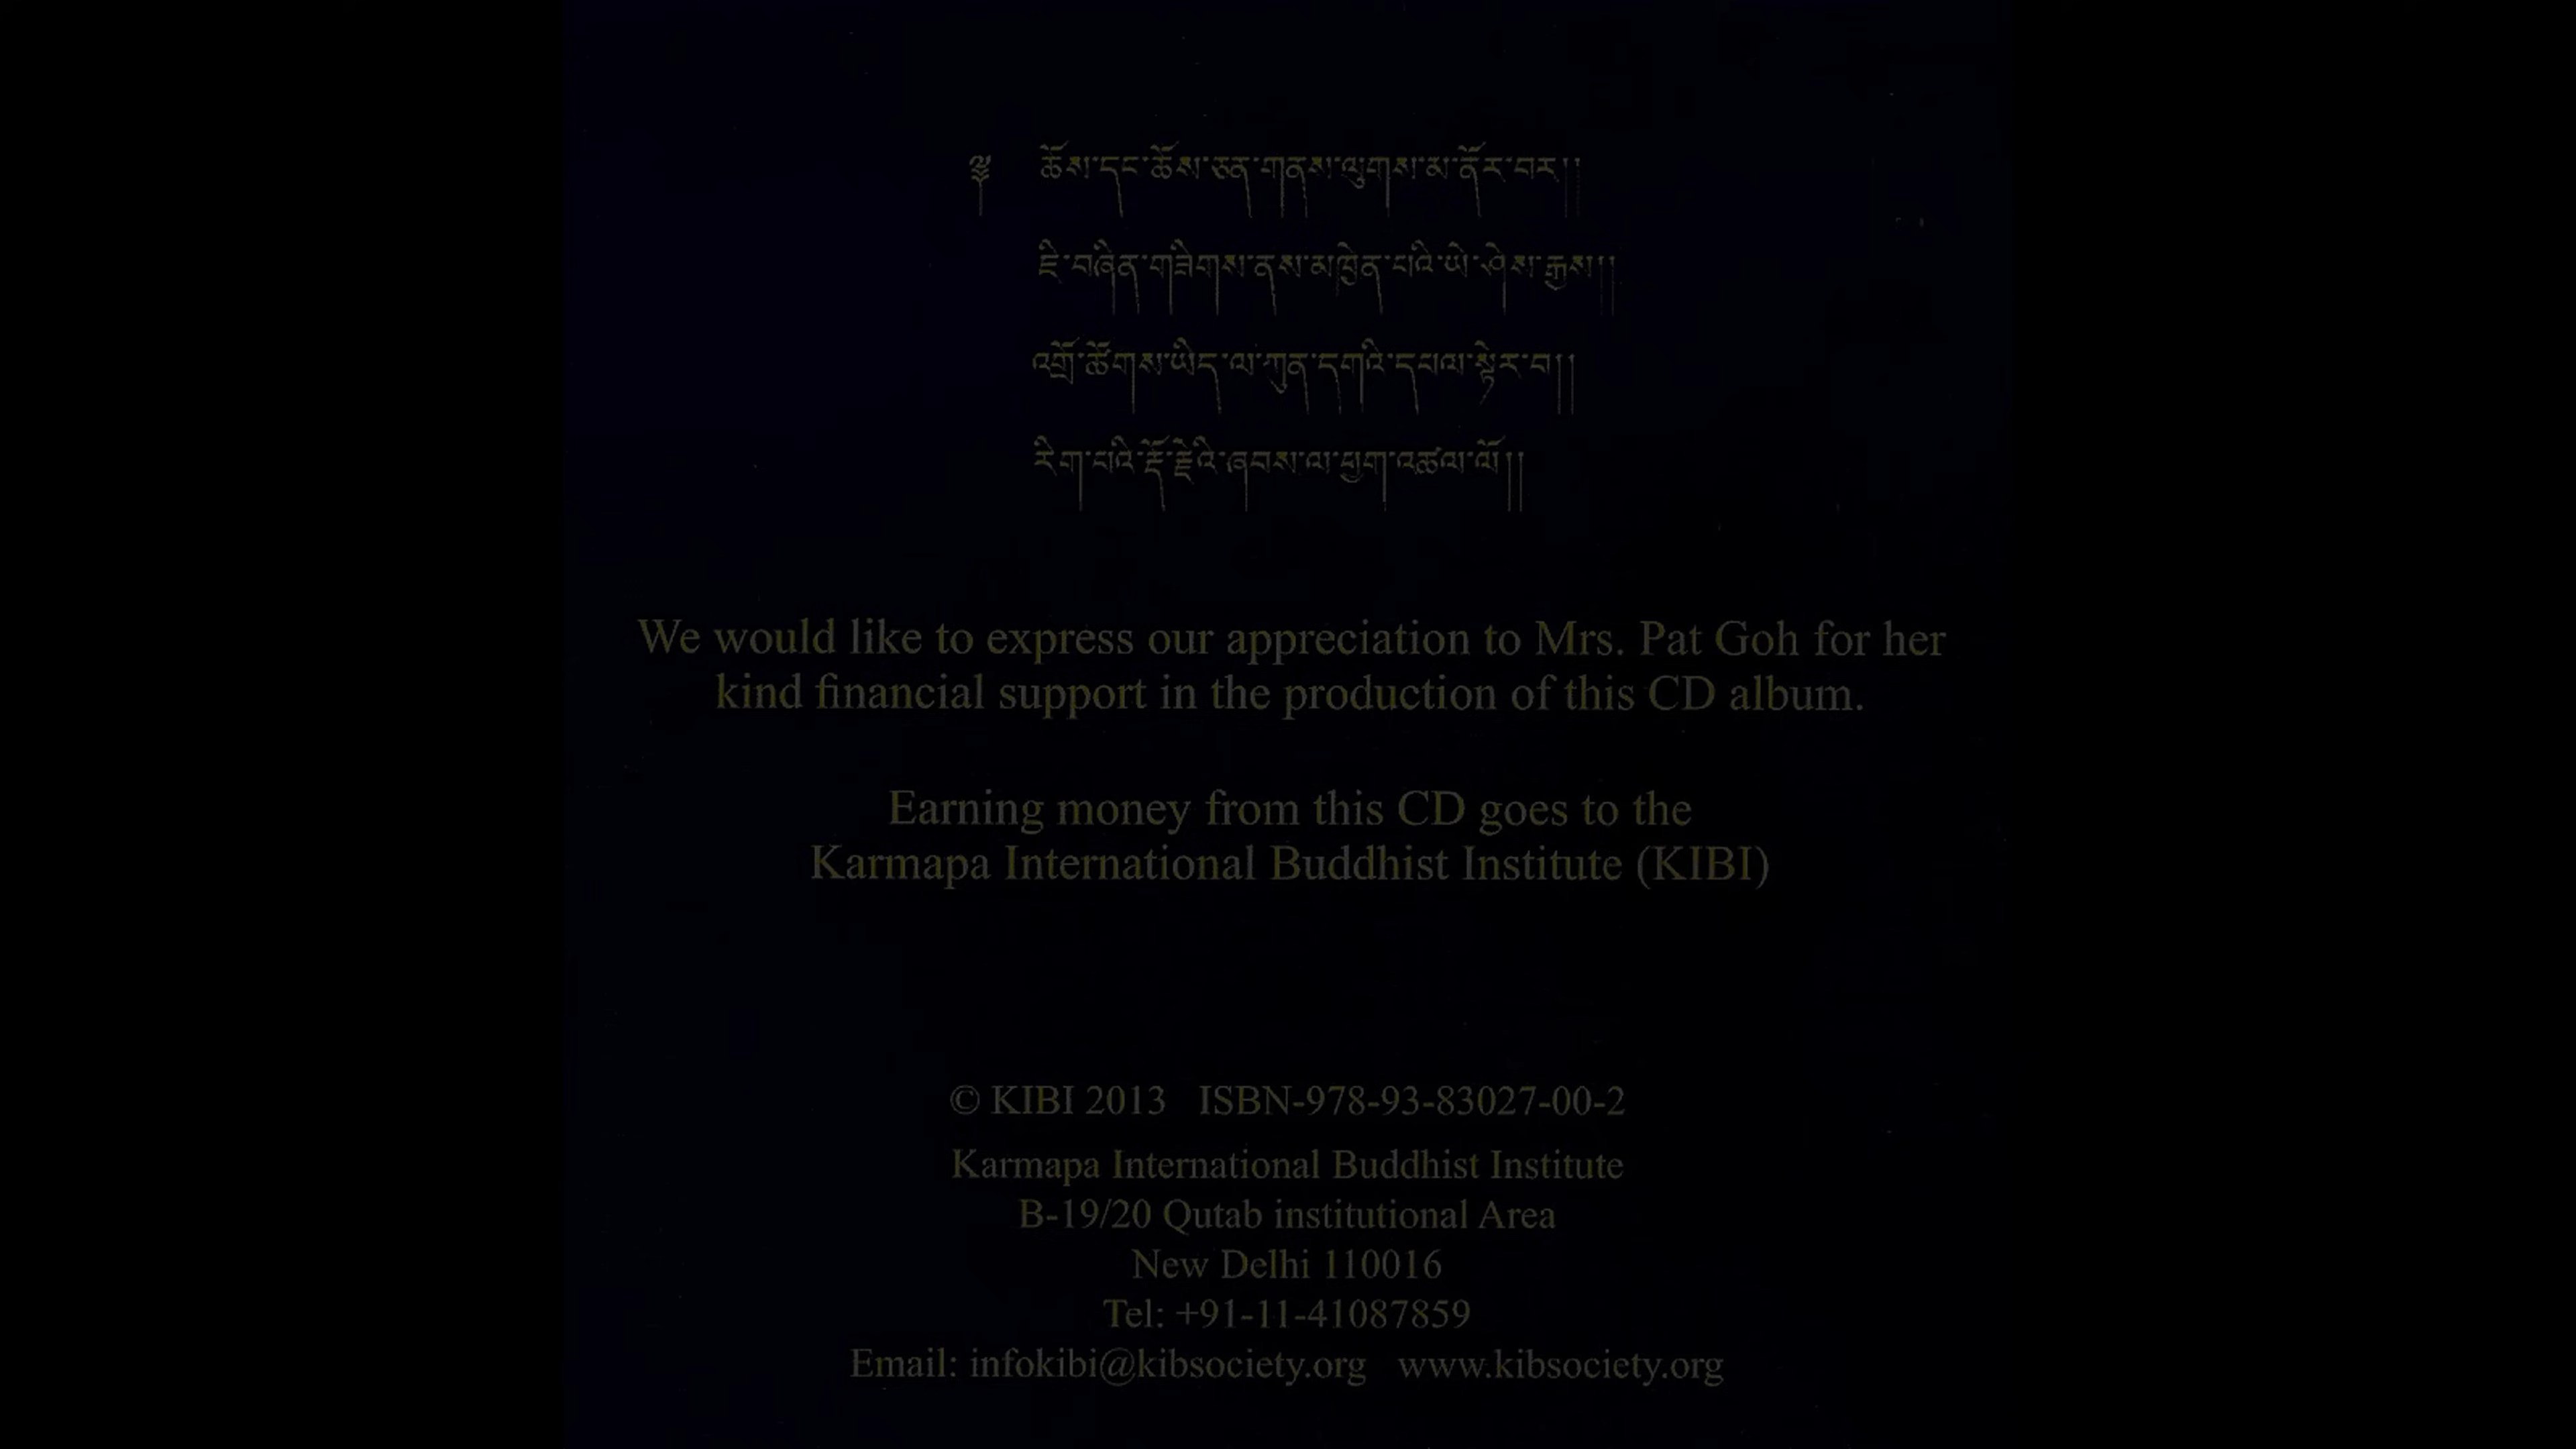 ༄ ཆོས་དང་ཆོས་ཅན་གནས་ལུགས་མ་ནོར་བར།།
ཇི་བཞིན་གཟིགས་ནས་མཁྱེན་པའི་ཡེ་ཤེས་རྒྱས།།
འགྲོ་ཚོགས་ཡིད་ལ་ཀུན་དགའི་དཔལ་སྟེར་བ།།
རིག་པའི་རྡོ་རྗེའི་ཞབས་ལ་ཕྱག་འཚལ་ལོ།།
We would like to express our appreciation to Mrs. Pat Goh for her
kind financial support in the production of this CD album.
Earning money from this CD goes to the
Karmapa International Buddhist Institute (KIBI)
© KIBI 2013 ISBN-978-93-83027-00-2
Karmapa International Buddhist Institute
B-19/20 Qutab institutional Area
New Delhi 110016
Tel: +91-11-41087859
Email: infokibi@kibsociety.org www.kibsociety.org